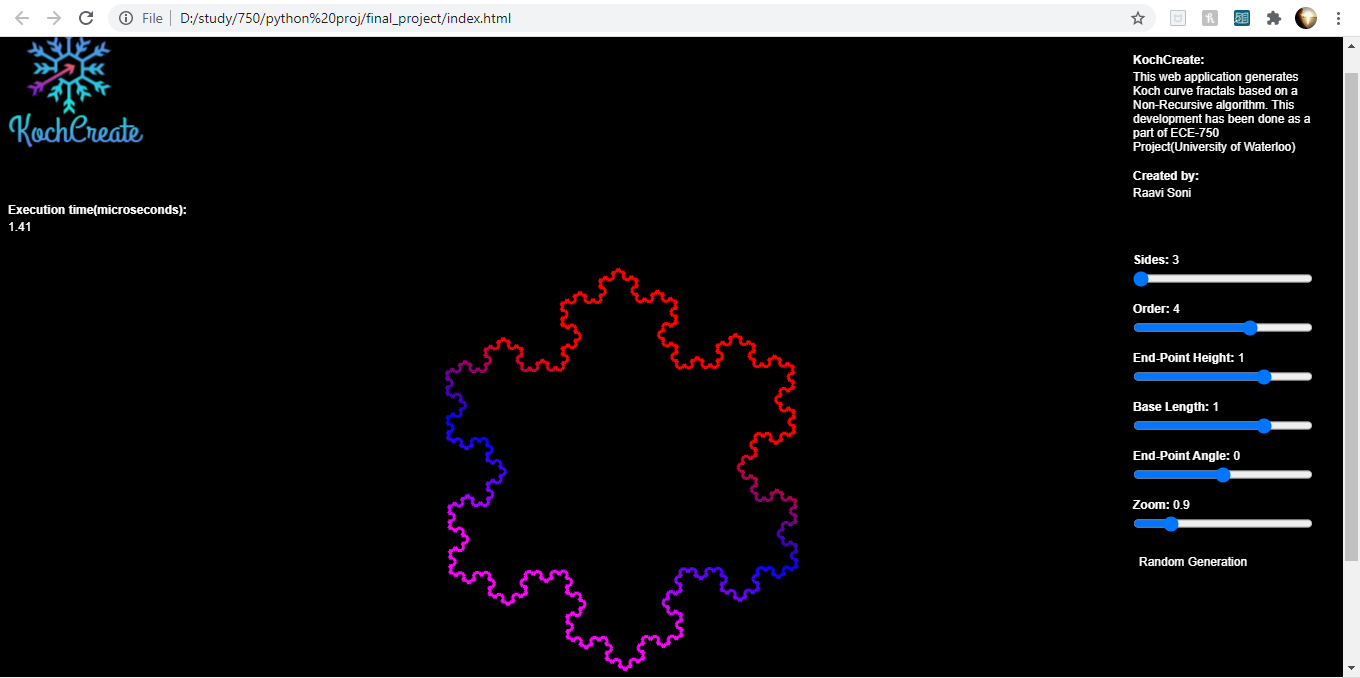 File
D:/study/750/python%20proj/final_project/index.html
KochCreate
Execution time(microseconds):
1.41
KochCreate:
This web application generates
Koch curve fractals based on a
Non-Recursive algorithm. This
development has been done as a
part of ECE-750
Project(University of Waterloo)
Created by:
Raavi Soni
Sides: 3
Order: 4
End-Point Height: 1
Base Length: 1
End-Point Angle: 0
Zoom: 0.9
Random Generation